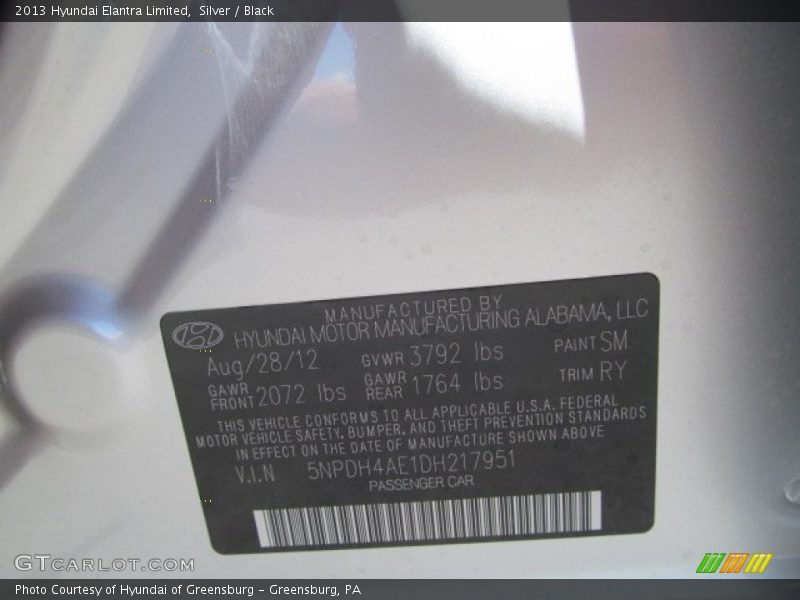 2013 Hyundai Elantra Limited, Silver / Black
MANUFACTURED BY
HYUNDAI MOTOR MANUFACTURING ALABAMA, LLC
Aug/28/12 GVWR 3792 lbs PAINT SM
GAWR FRONT 2072 lbs GAWR REAR 1764 lbs TRIM RY
THIS VEHICLE CONFORMS TO ALL APPLICABLE U.S.A. FEDERAL
MOTOR VEHICLE SAFETY, BUMPER, AND THEFT PREVENTION STANDARDS
IN EFFECT ON THE DATE OF MANUFACTURE SHOWN ABOVE
V.I.N 5NPDH4AE1DH217951
PASSENGER CAR
GTCARLOT.COM
Photo Courtesy of Hyundai of Greensburg - Greensburg, PA